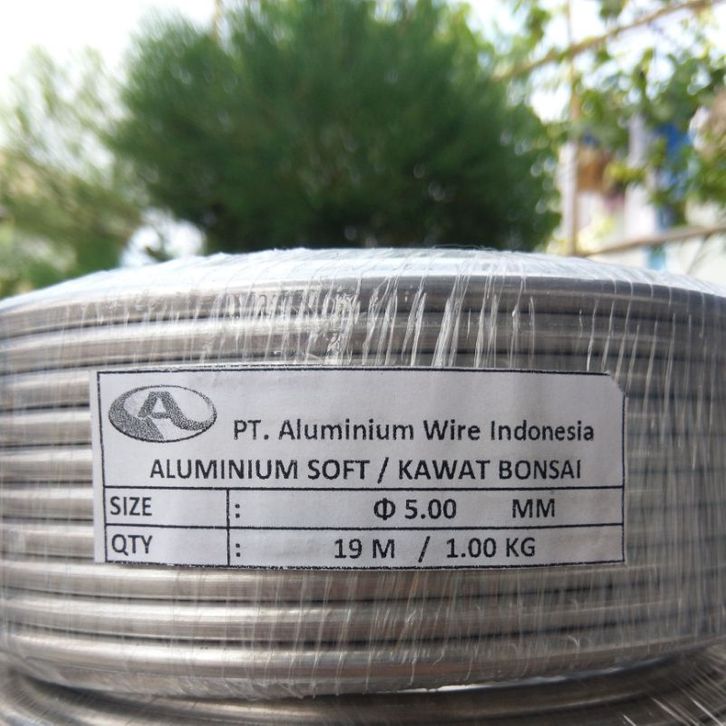 A
PT. Aluminium Wire Indonesia
ALUMINIUM SOFT / KAWAT BONSAI
SIZE : Φ 5.00 MM
QTY : 19 M / 1.00 KG